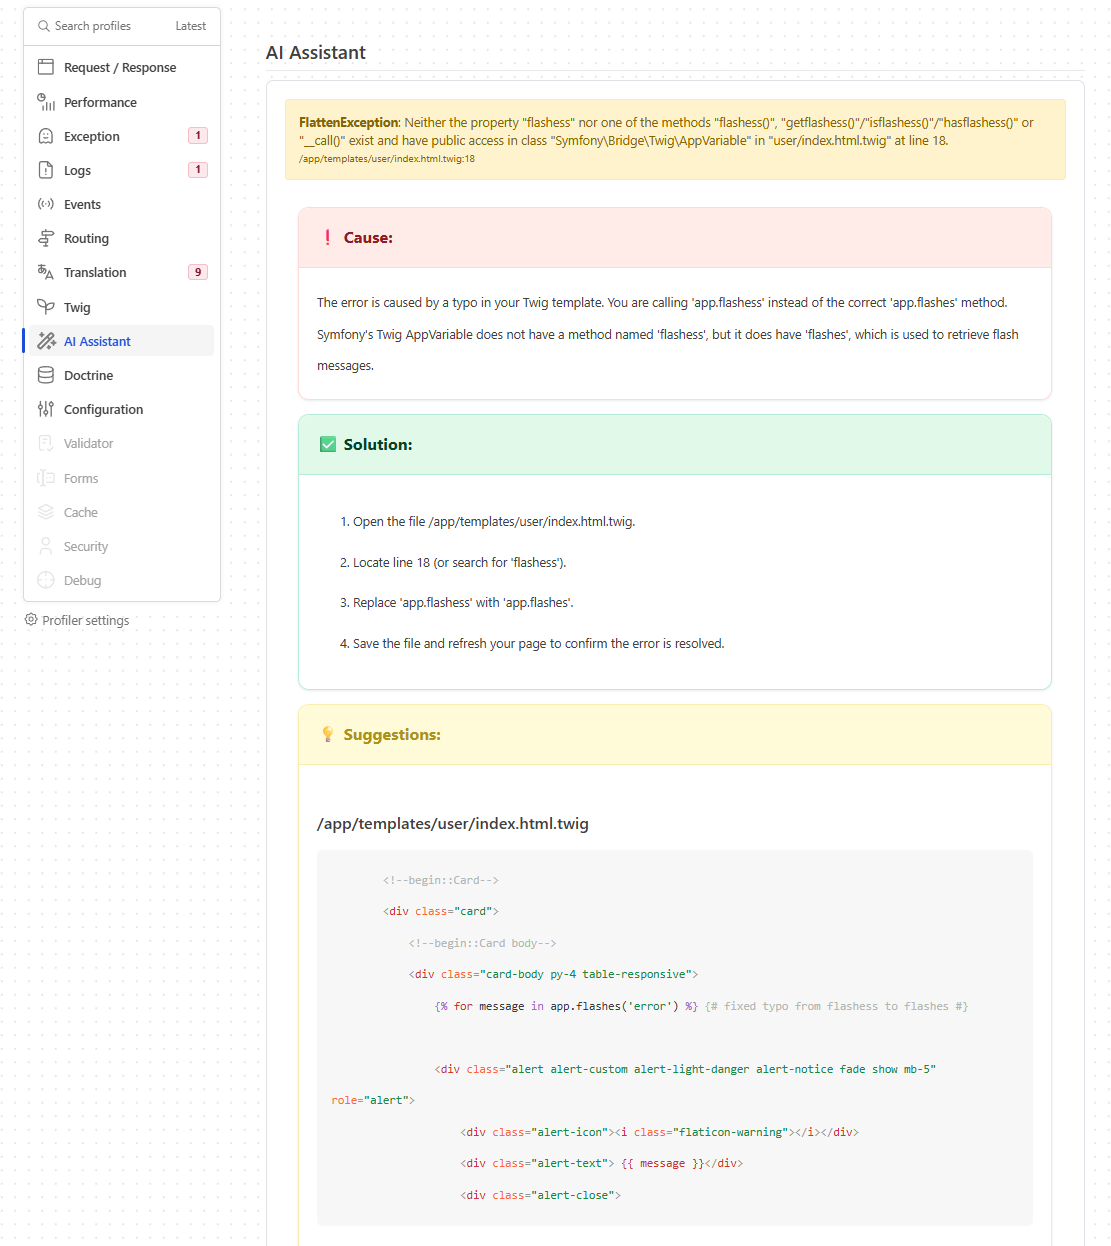 Search profiles
Latest
Request / Response
Performance
Exception
1
Logs
1
Events
Routing
Translation
9
Twig
AI Assistant
Doctrine
Configuration
Validator
Forms
Cache
Security
Debug
Profiler settings
AI Assistant
FlattenException: Neither the property "flashess" nor one of the methods "flashess()", "getflashess()"/"isflashess()"/"hasflashess()" or
"__call()" exist and have public access in class "Symfony\Bridge\Twig\AppVariable" in "user/index.html.twig" at line 18.
/app/templates/user/index.html.twig:18
❗ Cause:
The error is caused by a typo in your Twig template. You are calling 'app.flashess' instead of the correct 'app.flashes' method.
Symfony's Twig AppVariable does not have a method named 'flashess', but it does have 'flashes', which is used to retrieve flash
messages.
✅ Solution:
1. Open the file /app/templates/user/index.html.twig.
2. Locate line 18 (or search for 'flashess').
3. Replace 'app.flashess' with 'app.flashes'.
4. Save the file and refresh your page to confirm the error is resolved.
💡 Suggestions:
/app/templates/user/index.html.twig
<!--begin::Card-->
<div class="card">
<!--begin::Card body-->
<div class="card-body py-4 table-responsive">
{% for message in app.flashes('error') %} {# fixed typo from flashess to flashes #}
<div class="alert alert-custom alert-light-danger alert-notice fade show mb-5"
role="alert">
<div class="alert-icon"><i class="flaticon-warning"></i></div>
<div class="alert-text"> {{ message }}</div>
<div class="alert-close">